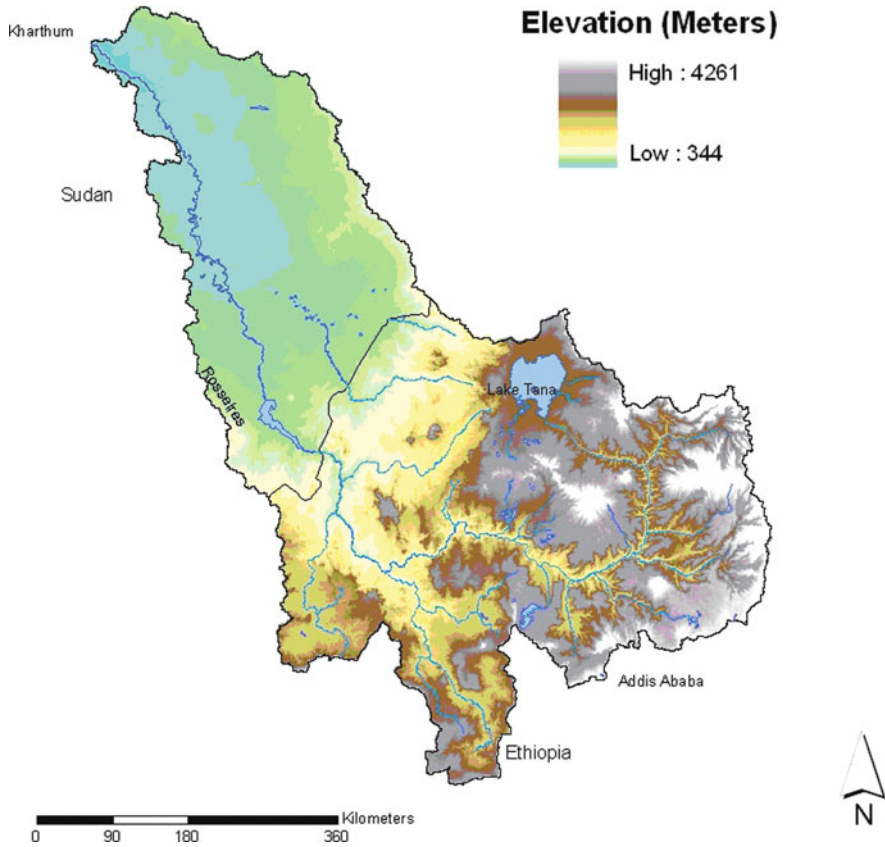 Kharthum
Elevation (Meters)
High : 4261
Low : 344
Sudan
Rosseires
Lake Tana
Addis Ababa
Ethiopia
Kilometers
0 90 180 360
N